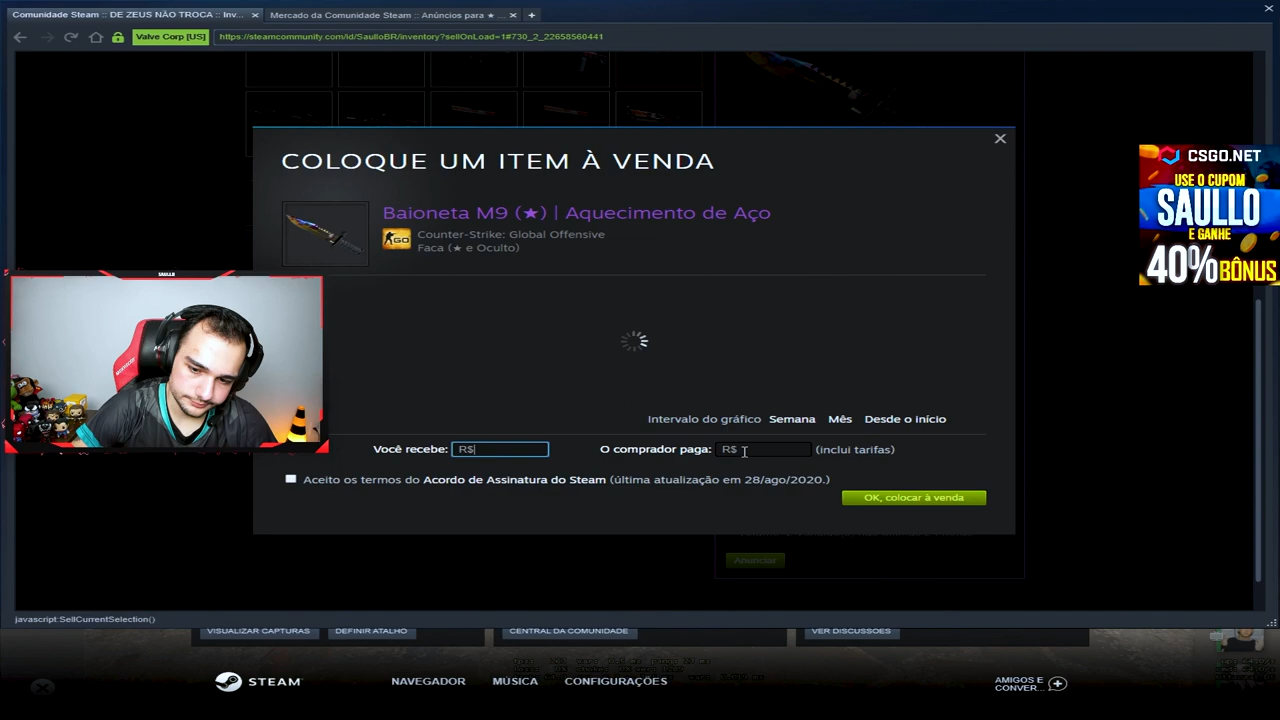 Comunidade Steam :: DE ZEUS NÃO TROCA :: Inv...
Mercado da Comunidade Steam :: Anúncios para ★ ...
Valve Corp [US]
https://steamcommunity.com/id/SaulloBR/inventory?sellOnLoad=1#730_2_22658560441
COLOQUE UM ITEM À VENDA
Baioneta M9 (★) | Aquecimento de Aço
GO
Counter-Strike: Global Offensive
Faca (★ e Oculto)
CSGO.NET
USE O CUPOM
SAULLO
E GANHE
40% BÔNUS
SAULLO
Intervalo do gráfico Semana Mês Desde o início
Você recebe: R$
O comprador paga: R$ (inclui tarifas)
Aceito os termos do Acordo de Assinatura do Steam (última atualização em 28/ago/2020.)
OK, colocar à venda
Anunciar
javascript:SellCurrentSelection()
VISUALIZAR CAPTURAS
DEFINIR ATALHO
CENTRAL DA COMUNIDADE
VER DISCUSSÕES
STEAM
NAVEGADOR
MÚSICA
CONFIGURAÇÕES
AMIGOS E
CONVER...